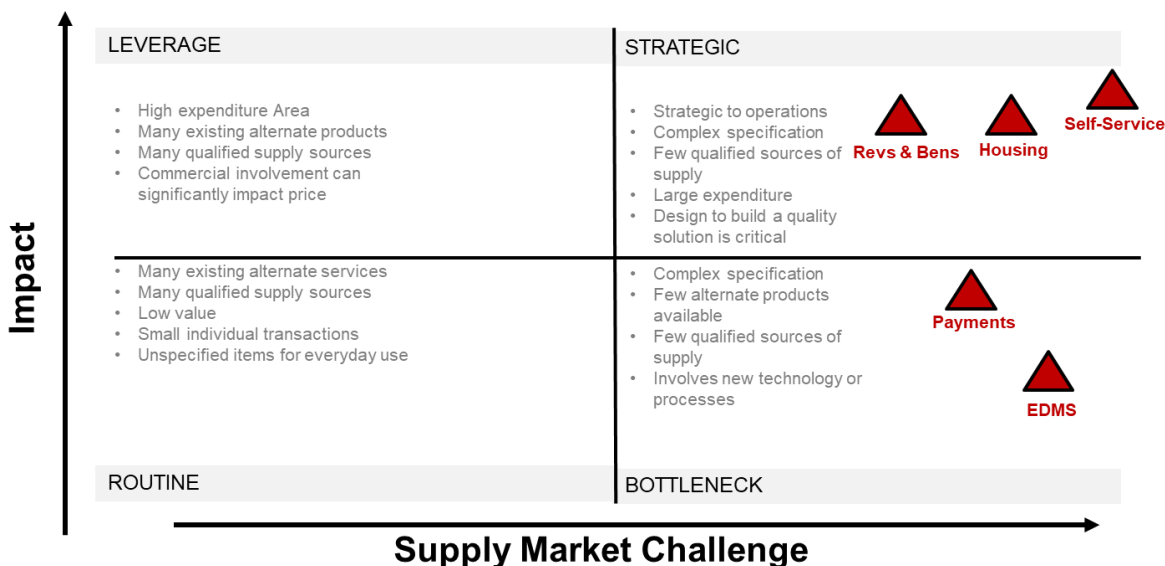 LEVERAGE
• High expenditure Area
• Many existing alternate products
• Many qualified supply sources
• Commercial involvement can
significantly impact price
STRATEGIC
• Strategic to operations
• Complex specification
• Few qualified sources of
supply
• Large expenditure
• Design to build a quality
solution is critical
Revs & Bens
Housing
Self-Service
Impact
• Many existing alternate services
• Many qualified supply sources
• Low value
• Small individual transactions
• Unspecified items for everyday use
ROUTINE
• Complex specification
• Few alternate products
available
• Few qualified sources of
supply
• Involves new technology or
processes
Payments
EDMS
BOTTLENECK
Supply Market Challenge